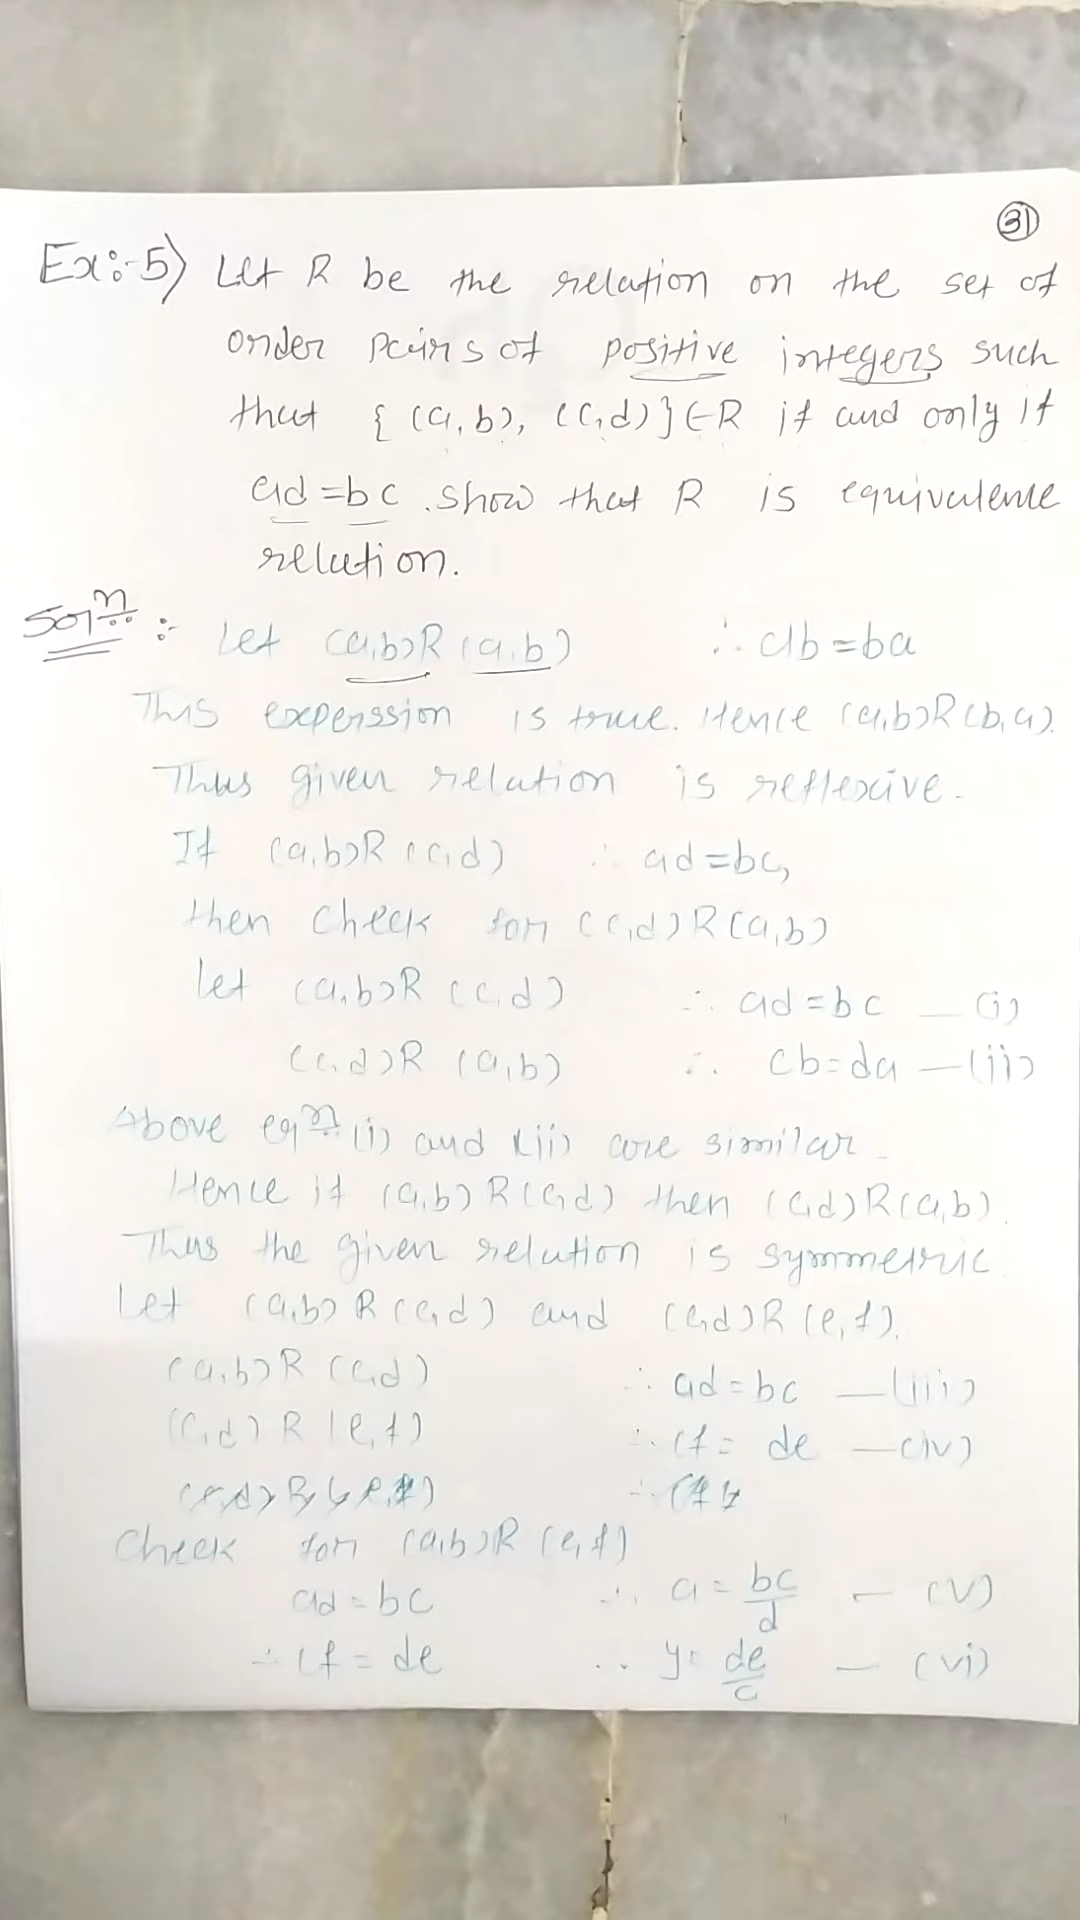 31
Ex:-5) Let R be the relation on the set of
order pairs of positive integers such
that { (a,b), (c,d)} ∈ R if and only if
ad = bc . show that R is equivalence
relation.
Solⁿ :- Let (a,b)R(a,b) ∴ ab = ba
This experssion is true. Hence (a,b)R(b,a).
Thus given relation is reflexive.
If (a,b)R(c,d) ∴ ad = bc,
then check for (c,d)R(a,b)
let (a,b)R(c,d) ∴ ad = bc —(i)
(c,d)R(a,b) ∴ cb = da —(ii)
Above eqⁿ (i) and (ii) are similar.
Hence if (a,b)R(c,d) then (c,d)R(a,b).
Thus the given relation is symmetric
Let (a,b)R(c,d) and (c,d)R(e,f).
(a,b)R(c,d) ∴ ad = bc —(iii)
(c,d)R(e,f) ∴ cf = de —(iv)
Check for (a,b)R(e,f)
ad = bc ∴ a = bc/d — (v)
∴ cf = de ∴ y = de/c — (vi)